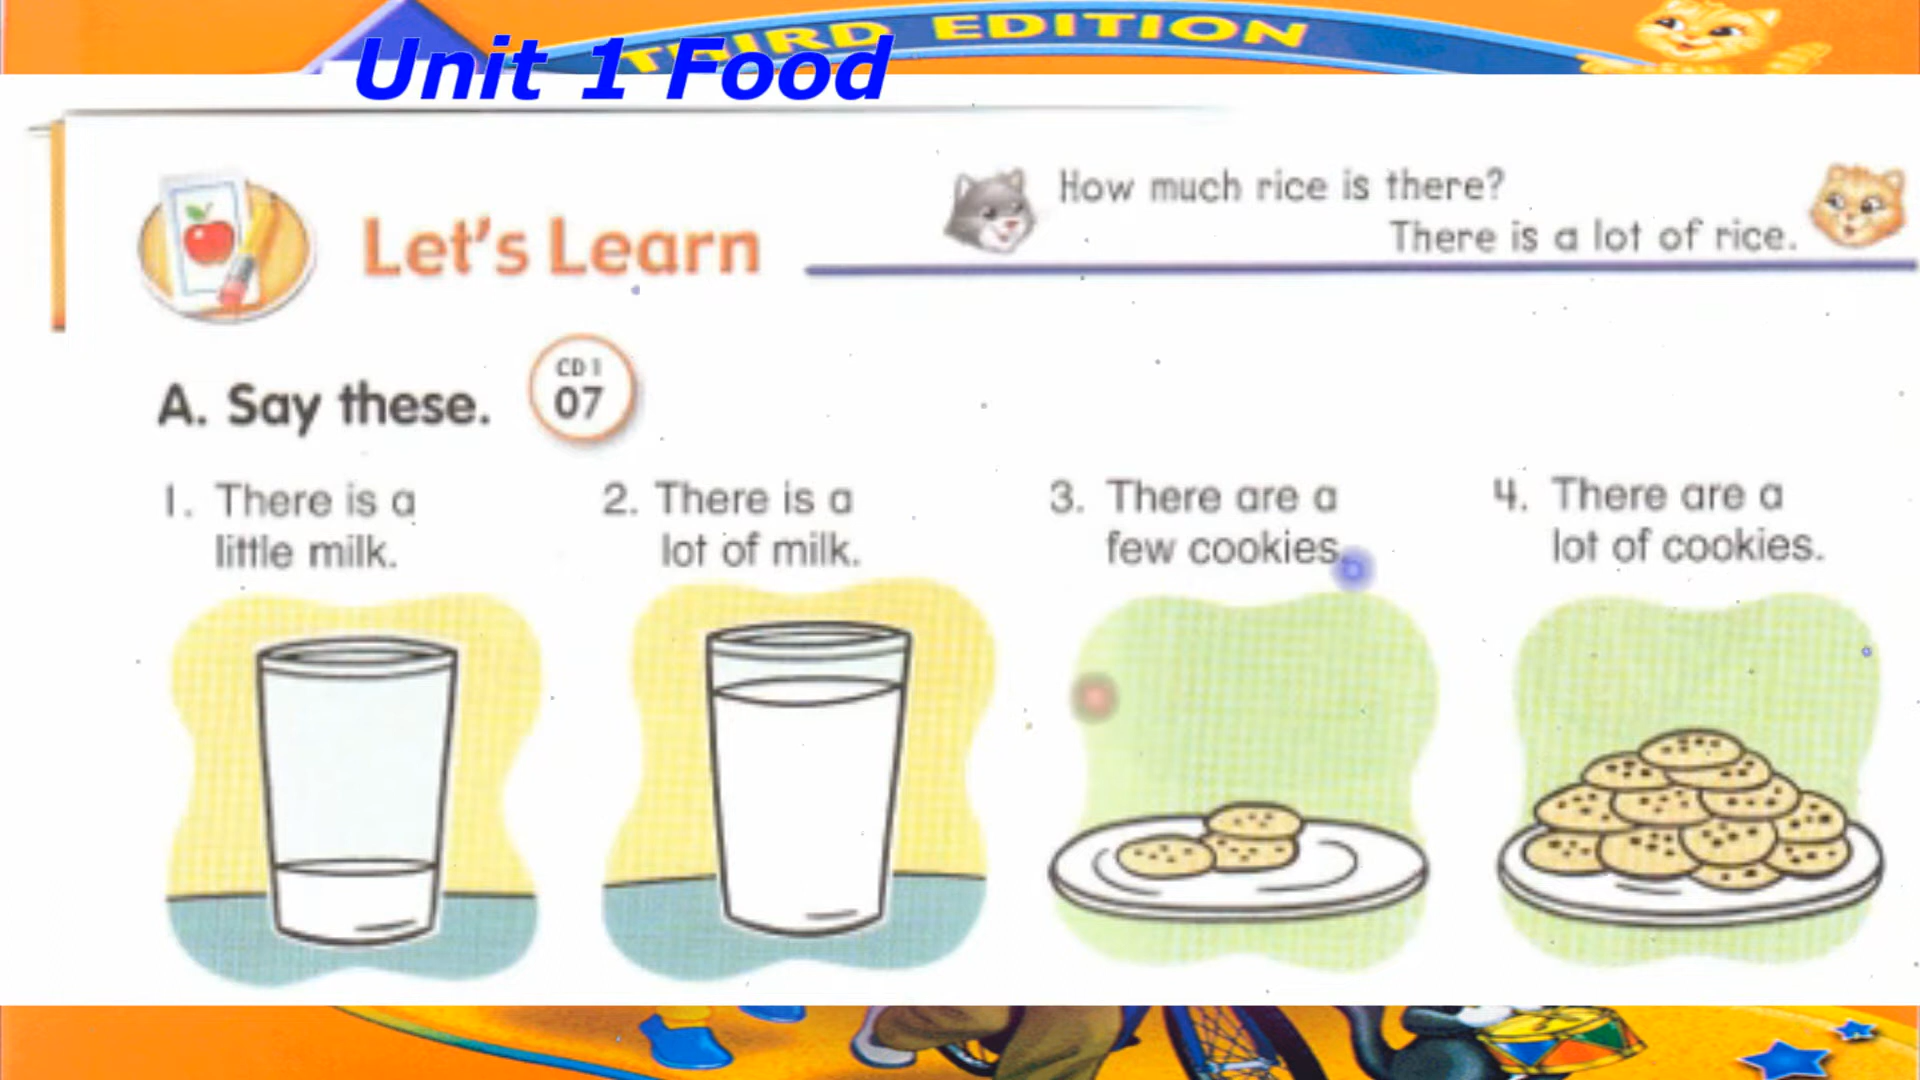 THIRD EDITION
Unit 1 Food
How much rice is there?
There is a lot of rice.
Let's Learn
CD 1
07
A. Say these.
1. There is a
little milk.
2. There is a
lot of milk.
3. There are a
few cookies.
4. There are a
lot of cookies.